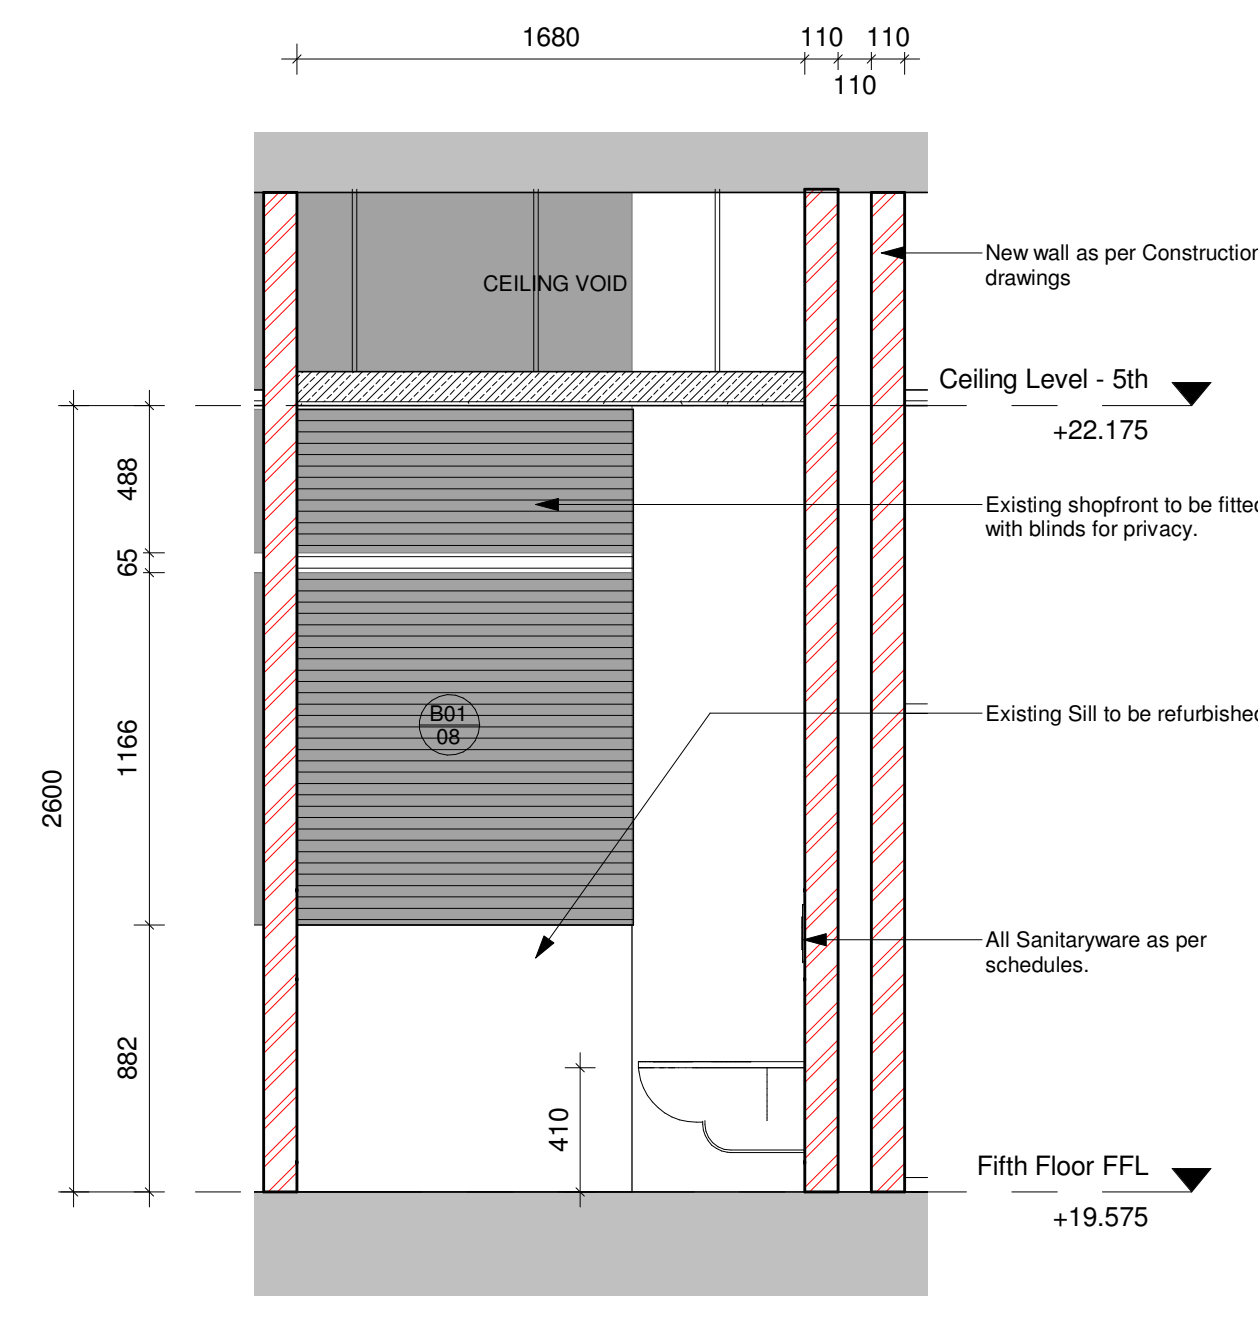 1680
110
110
110
CEILING VOID
New wall as per Construction
drawings
Ceiling Level - 5th
+22.175
488
Existing shopfront to be fitted
with blinds for privacy.
65
B01
08
Existing Sill to be refurbished
1166
2600
All Sanitaryware as per
schedules.
882
410
Fifth Floor FFL
+19.575